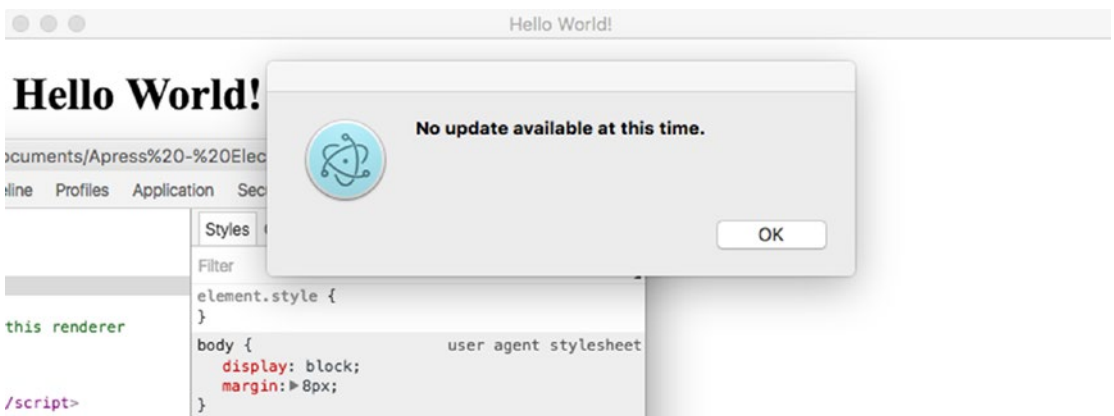 Hello World!
Hello World!
No update available at this time.
OK
ocuments/Apress%20-%20Elec
eline Profiles Application Sec
Styles
Filter
element.style {
}
this renderer
body { user agent stylesheet
display: block;
margin:▶8px;
/script>
}